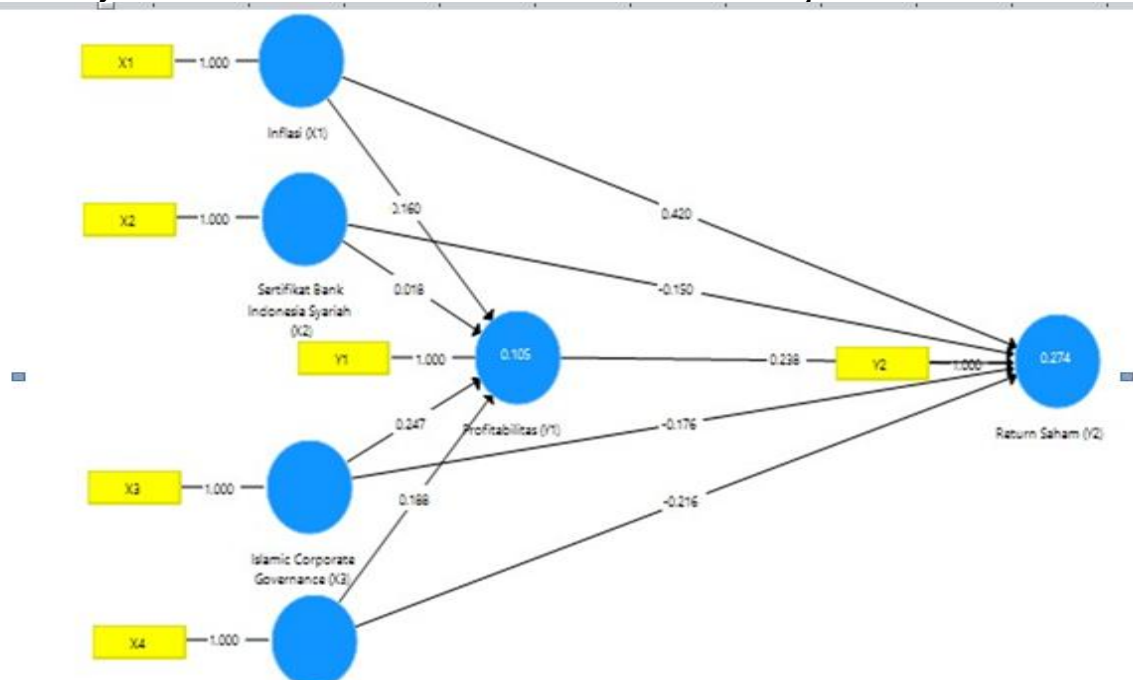 X1
1.000
Inflasi (X1)
0.160
0.420
X2
1.000
Sertifikat Bank
Indonesia Syariah
(X2)
0.018
-0.150
Y1
1.000
0.105
Profitabilitas (Y1)
0.238
Y2
1.000
0.274
Return Saham (Y2)
0.247
-0.176
X3
1.000
Islamic Corporate
Governance (X3)
0.188
-0.216
X4
1.000